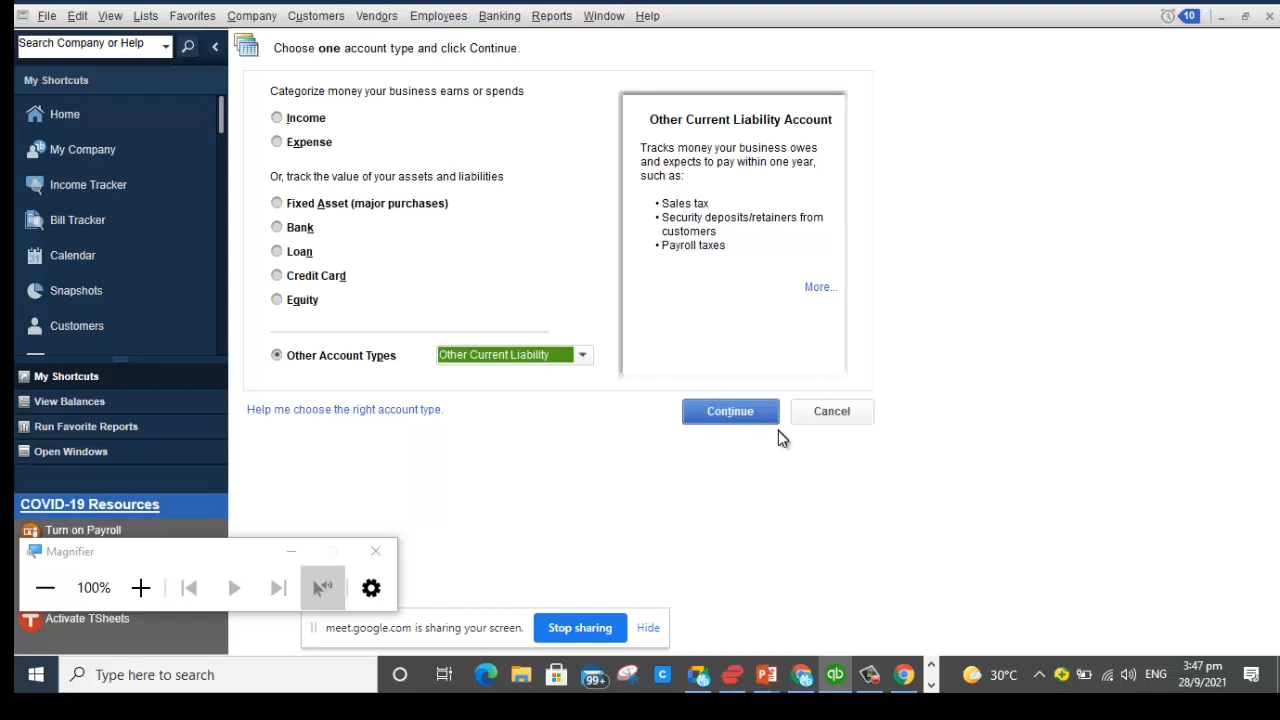 File Edit View Lists Favorites Company Customers Vendors Employees Banking Reports Window Help
10
Search Company or Help
Choose one account type and click Continue.
My Shortcuts
Home
My Company
Income Tracker
Bill Tracker
Calendar
Snapshots
Customers
My Shortcuts
View Balances
Run Favorite Reports
Open Windows
COVID-19 Resources
Turn on Payroll
Activate TSheets
Categorize money your business earns or spends
Income
Expense
Or, track the value of your assets and liabilities
Fixed Asset (major purchases)
Bank
Loan
Credit Card
Equity
Other Account Types
Other Current Liability
Other Current Liability Account
Tracks money your business owes
and expects to pay within one year,
such as:
• Sales tax
• Security deposits/retainers from
customers
• Payroll taxes
More...
Help me choose the right account type.
Continue
Cancel
Magnifier
100%
meet.google.com is sharing your screen.
Stop sharing
Hide
Type here to search
99+
C
qb
30°C
ENG
3:47 pm
28/9/2021